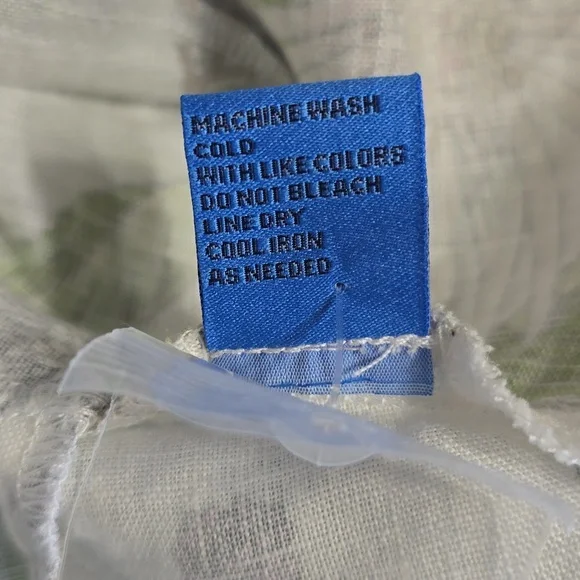 MACHINE WASH
COLD
WITH LIKE COLORS
DO NOT BLEACH
LINE DRY
COOL IRON
AS NEEDED